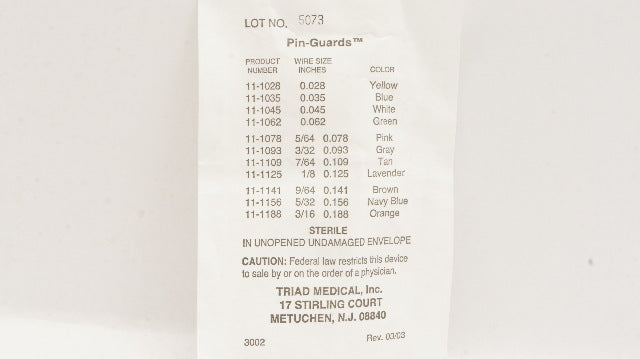 LOT NO. 5073
Pin-Guards™
PRODUCT WIRE SIZE
NUMBER INCHES COLOR
11-1028 0.028 Yellow
11-1035 0.035 Blue
11-1045 0.045 White
11-1062 0.062 Green
11-1078 5/64 0.078 Pink
11-1093 3/32 0.093 Gray
11-1109 7/64 0.109 Tan
11-1125 1/8 0.125 Lavender
11-1141 9/64 0.141 Brown
11-1156 5/32 0.156 Navy Blue
11-1188 3/16 0.188 Orange
STERILE
IN UNOPENED UNDAMAGED ENVELOPE
CAUTION: Federal law restricts this device
to sale by or on the order of a physician.
TRIAD MEDICAL, Inc.
17 STIRLING COURT
METUCHEN, N.J. 08840
3002 Rev. 03/03